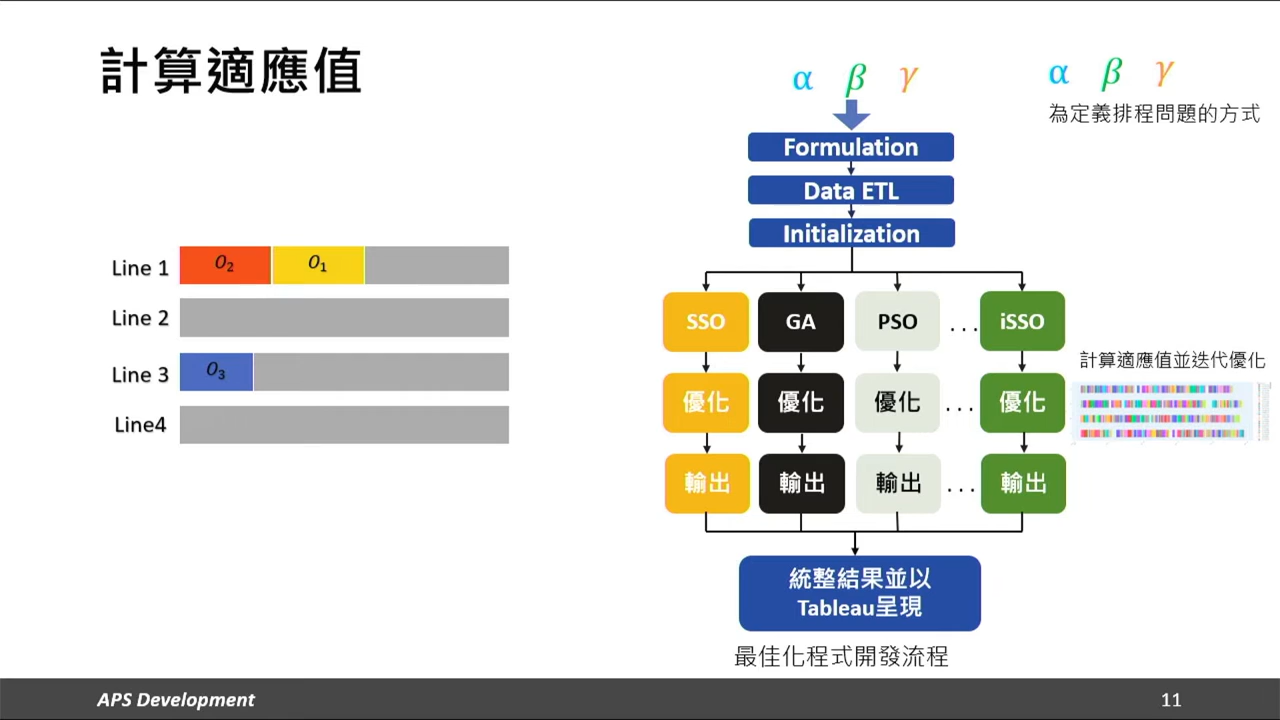 計算適應值
α β γ
α β γ
為定義排程問題的方式
Formulation
Data ETL
Initialization
Line 1
O₂
O₁
Line 2
Line 3
O₃
Line4
SSO
GA
PSO
...
iSSO
計算適應值並迭代優化
優化
優化
優化
...
優化
輸出
輸出
輸出
...
輸出
統整結果並以
Tableau呈現
最佳化程式開發流程
APS Development
11